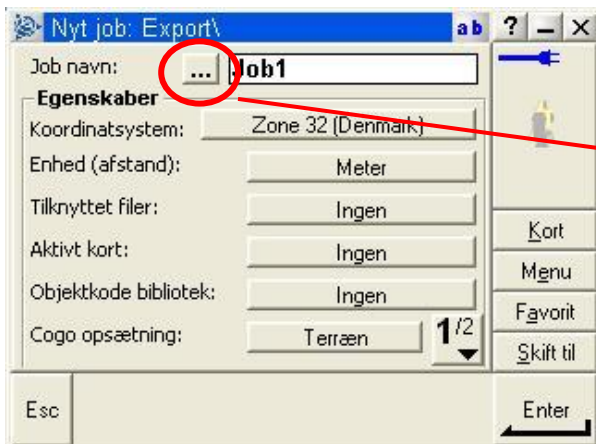 Nyt job: Export\ ab ? – ×
Job navn: ... Job1
Egenskaber
Koordinatsystem: Zone 32 (Denmark)
Enhed (afstand): Meter
Tilknyttet filer: Ingen
Aktivt kort: Ingen
Objektkode bibliotek: Ingen
Cogo opsætning: Terræn
1/2
Kort
Menu
Favorit
Skift til
Esc
Enter